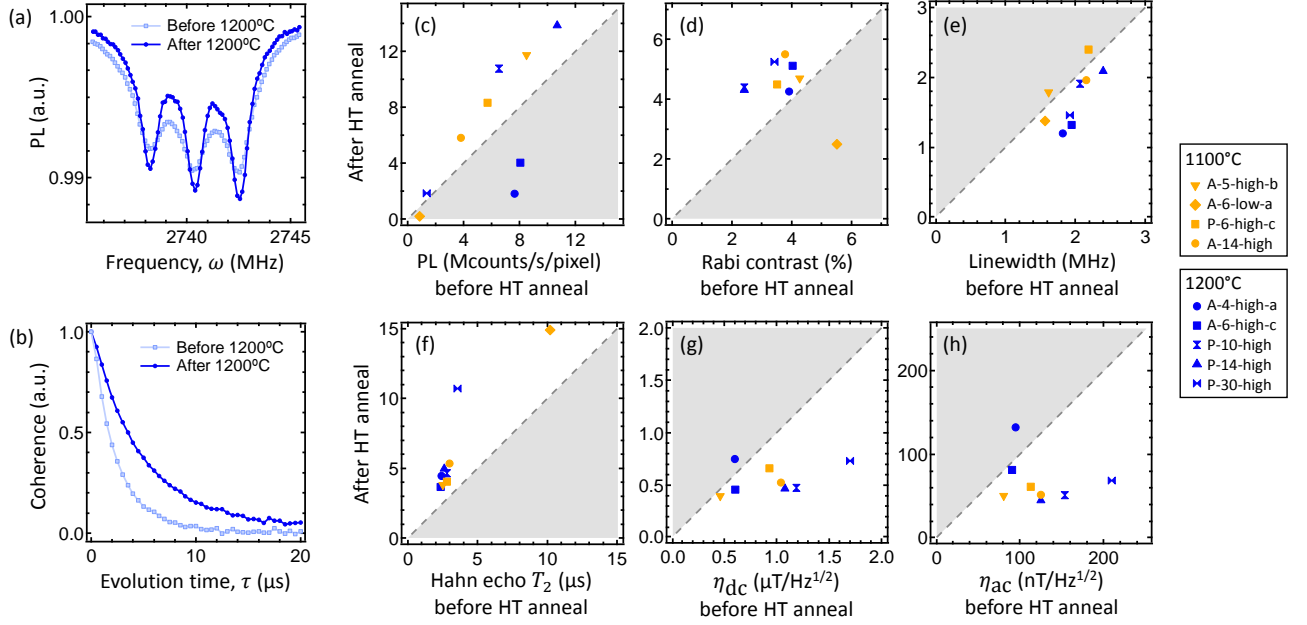 (a)
Before 1200ºC
After 1200ºC
1.00
0.99
PL (a.u.)
2740
2745
Frequency, ω (MHz)
(c)
After HT anneal
12
8
4
0
0
4
8
12
PL (Mcounts/s/pixel)
before HT anneal
(d)
6
4
2
0
0
2
4
6
Rabi contrast (%)
before HT anneal
(e)
3
2
1
0
0
1
2
3
Linewidth (MHz)
before HT anneal
1100°C
A-5-high-b
A-6-low-a
P-6-high-c
A-14-high
1200°C
A-4-high-a
A-6-high-c
P-10-high
P-14-high
P-30-high
(b)
Before 1200ºC
After 1200ºC
1.0
0.5
0.0
Coherence (a.u.)
0
10
20
Evolution time, τ (µs)
(f)
After HT anneal
15
10
5
0
0
5
10
15
Hahn echo T₂ (µs)
before HT anneal
(g)
2.0
1.5
1.0
0.5
0.0
0.0
0.5
1.0
1.5
2.0
η_dc (µT/Hz^1/2)
before HT anneal
(h)
200
100
0
0
100
200
η_ac (nT/Hz^1/2)
before HT anneal